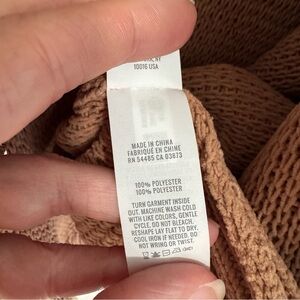 10016 USA
MADE IN CHINA
FABRIQUÉ EN CHINE
RN 54485 CA 03873
100% POLYESTER
100% POLYESTER
TURN GARMENT INSIDE
OUT. MACHINE WASH COLD
WITH LIKE COLORS, GENTLE
CYCLE. DO NOT BLEACH.
RESHAPE LAY FLAT TO DRY.
COOL IRON IF NEEDED. DO
NOT WRING OR TWIST.